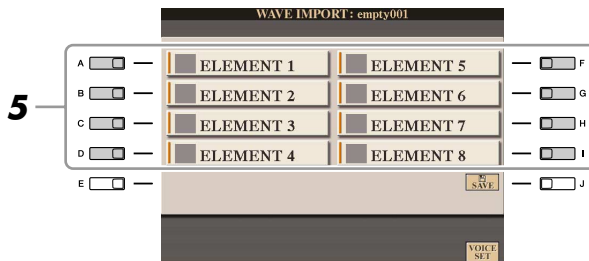 WAVE IMPORT: empty001
A ELEMENT 1 ELEMENT 5 F
B ELEMENT 2 ELEMENT 6 G
5
C ELEMENT 3 ELEMENT 7 H
D ELEMENT 4 ELEMENT 8 I
E SAVE J
VOICE
SET